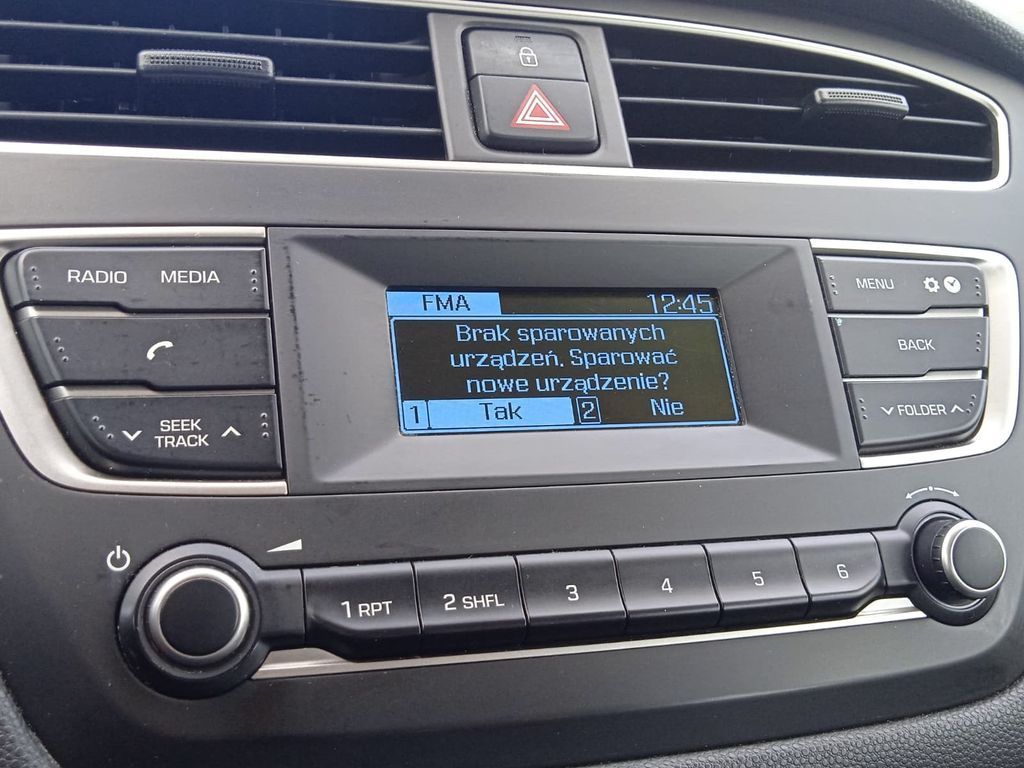 RADIO MEDIA
SEEK
TRACK
FMA 12:45
Brak sparowanych
urządzeń. Sparować
nowe urządzenie?
1 Tak 2 Nie
MENU
BACK
FOLDER
1 RPT 2 SHFL 3 4 5 6